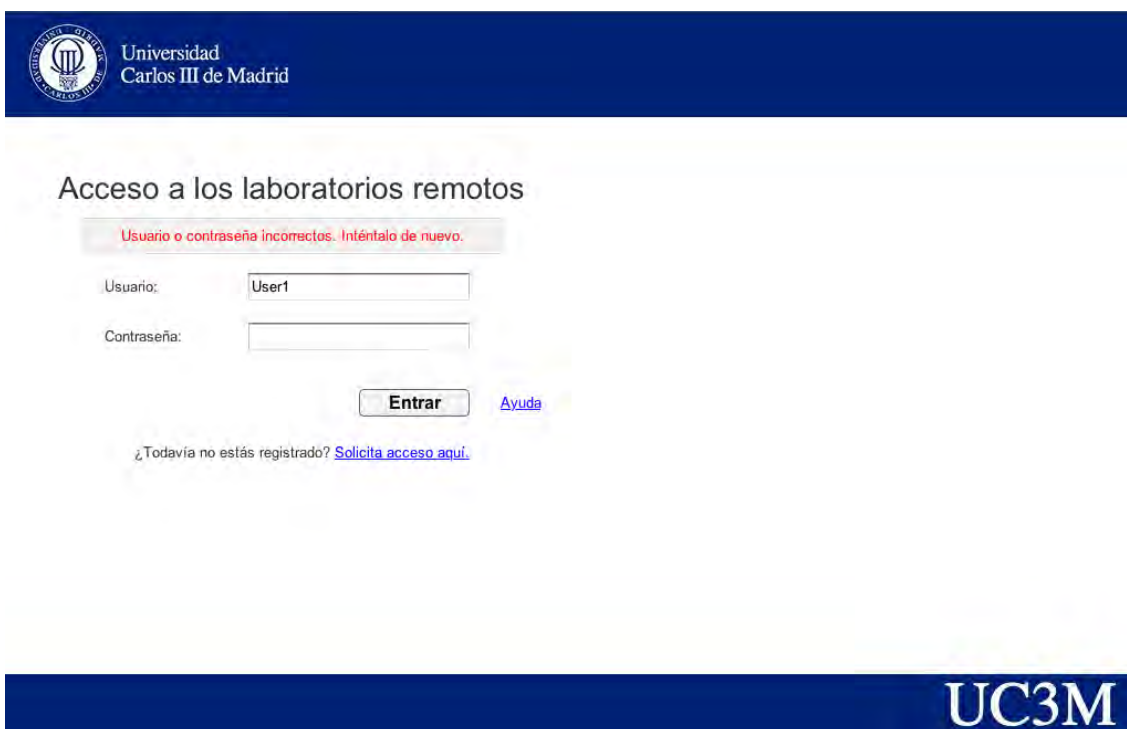 Universidad
Carlos III de Madrid
Acceso a los laboratorios remotos
Usuario o contraseña incorrectos. Inténtalo de nuevo.
Usuario: User1
Contraseña:
Entrar Ayuda
¿Todavía no estás registrado? Solicita acceso aquí.
UC3M